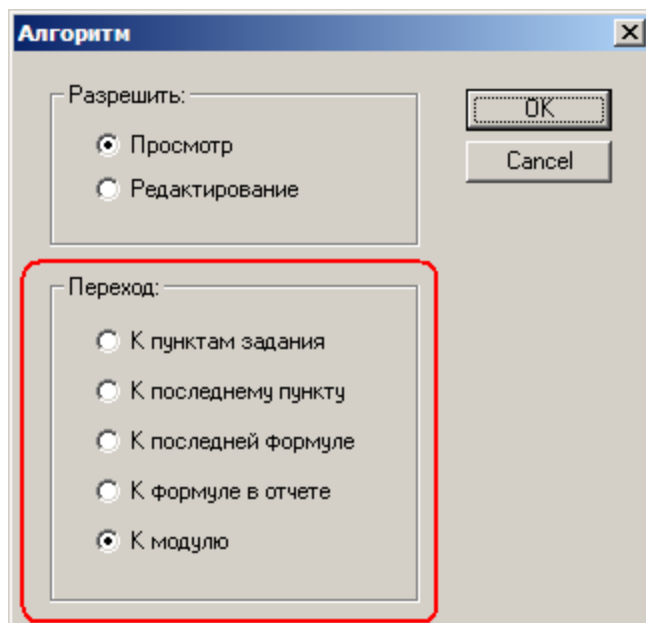 Алгоритм
Разрешить:
Просмотр
Редактирование
OK
Cancel
Переход:
К пунктам задания
К последнему пункту
К последней формуле
К формуле в отчете
К модулю